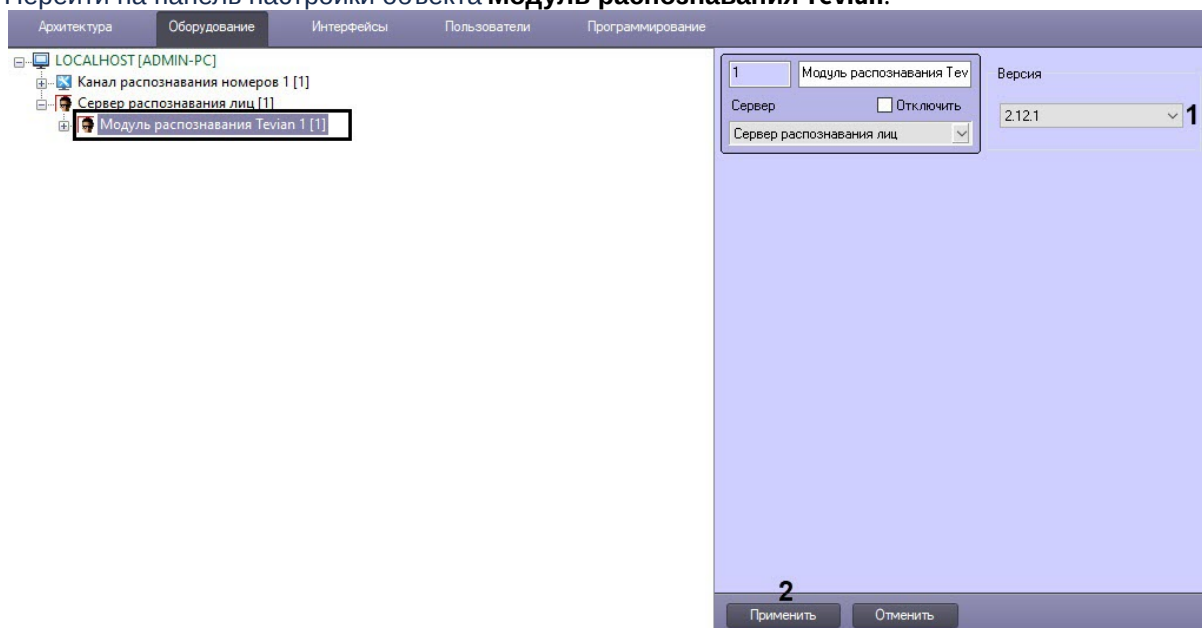 Перейти на панель настройки объекта Модуль распознавания Tevian.
Архитектура Оборудование Интерфейсы Пользователи Программирование
LOCALHOST [ADMIN-PC]
Канал распознавания номеров 1 [1]
Сервер распознавания лиц [1]
Модуль распознавания Tevian 1 [1]
1 Модуль распознавания Tev
Сервер Отключить
Сервер распознавания лиц
Версия
2.12.1 1
2
Применить Отменить